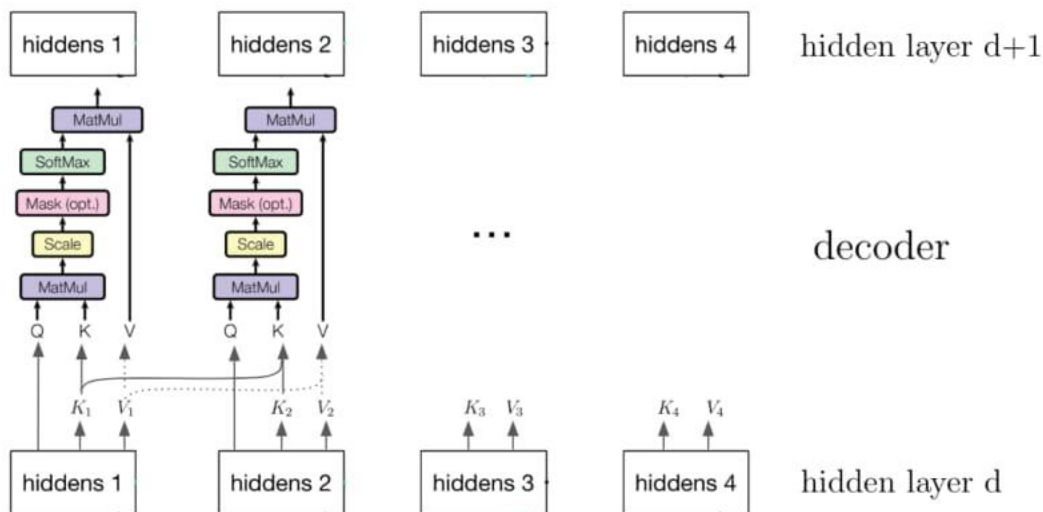 hiddens 1 hiddens 2 hiddens 3 hiddens 4 hidden layer d+1
MatMul MatMul
SoftMax SoftMax
Mask (opt.) Mask (opt.)
Scale Scale
... decoder
MatMul MatMul
Q K V Q K V
K₁ V₁ K₂ V₂ K₃ V₃ K₄ V₄
hiddens 1 hiddens 2 hiddens 3 hiddens 4 hidden layer d